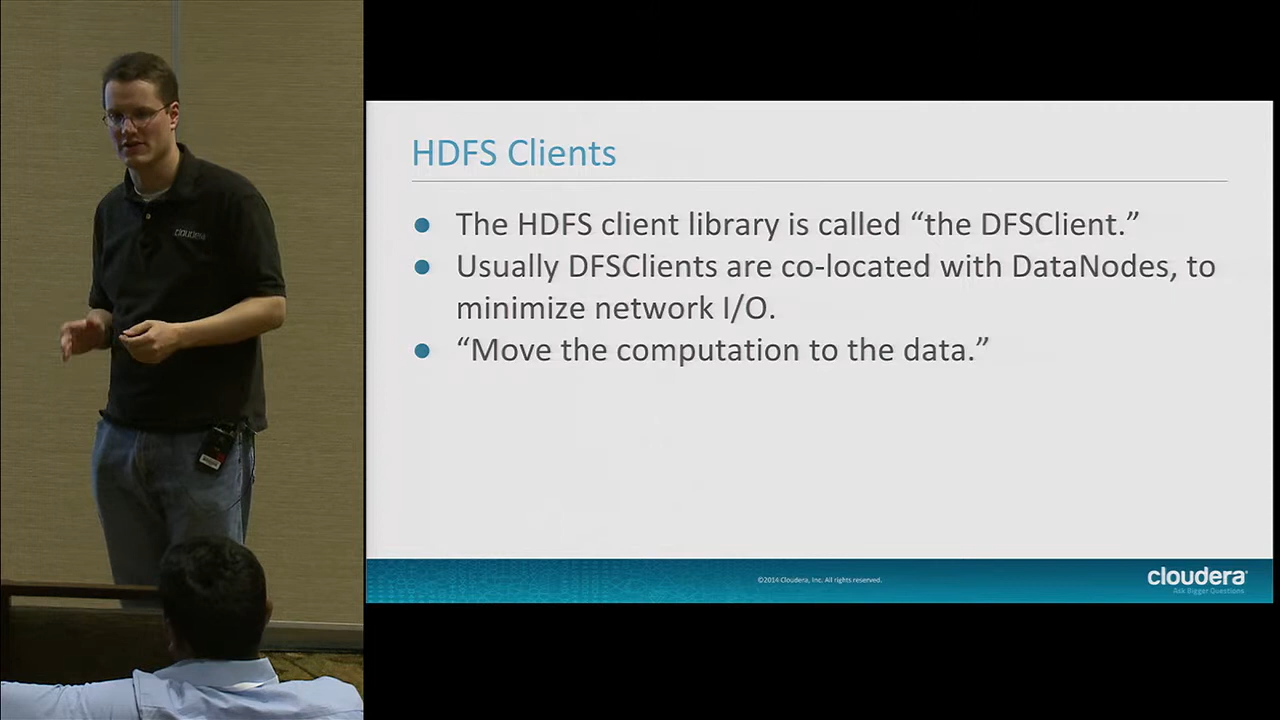 cloudera
HDFS Clients
● The HDFS client library is called “the DFSClient.”
● Usually DFSClients are co-located with DataNodes, to
minimize network I/O.
● “Move the computation to the data.”
©2014 Cloudera, Inc. All rights reserved.
cloudera
Ask Bigger Questions